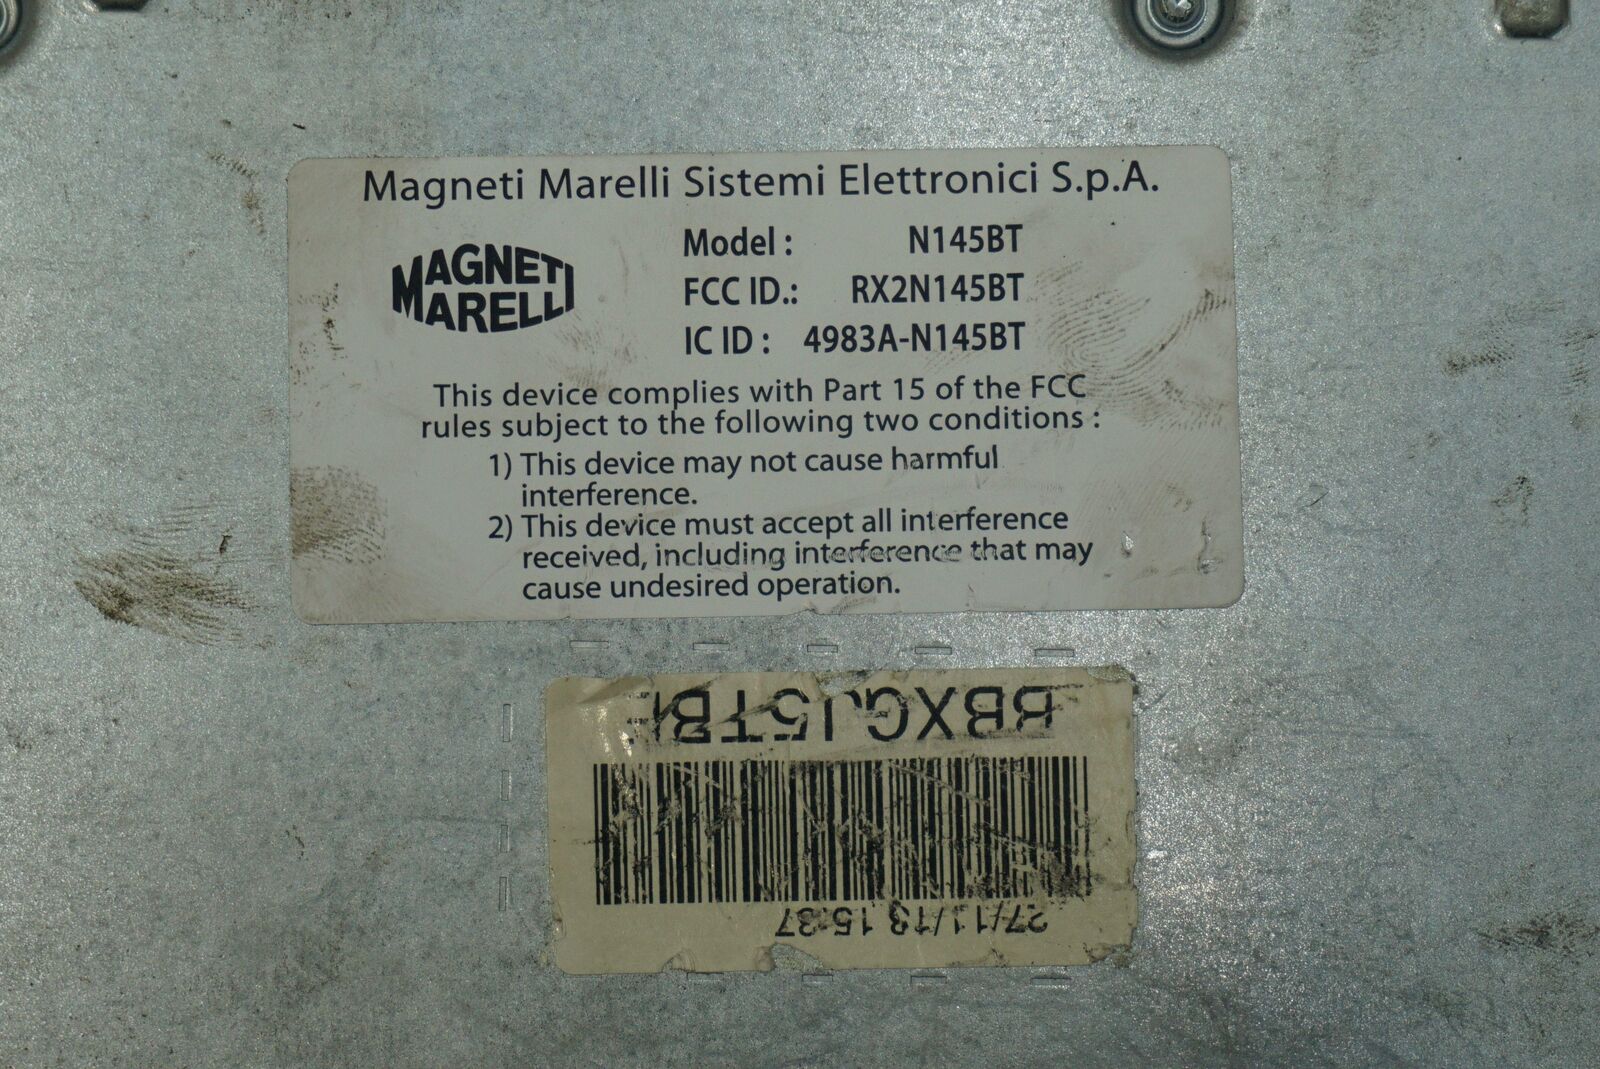 Magneti Marelli Sistemi Elettronici S.p.A.
MAGNETI
MARELLI
Model : N145BT
FCC ID.: RX2N145BT
IC ID : 4983A-N145BT
This device complies with Part 15 of the FCC
rules subject to the following two conditions :
1) This device may not cause harmful
interference.
2) This device must accept all interference
received, including interference that may
cause undesired operation.
27/11/13 15:37